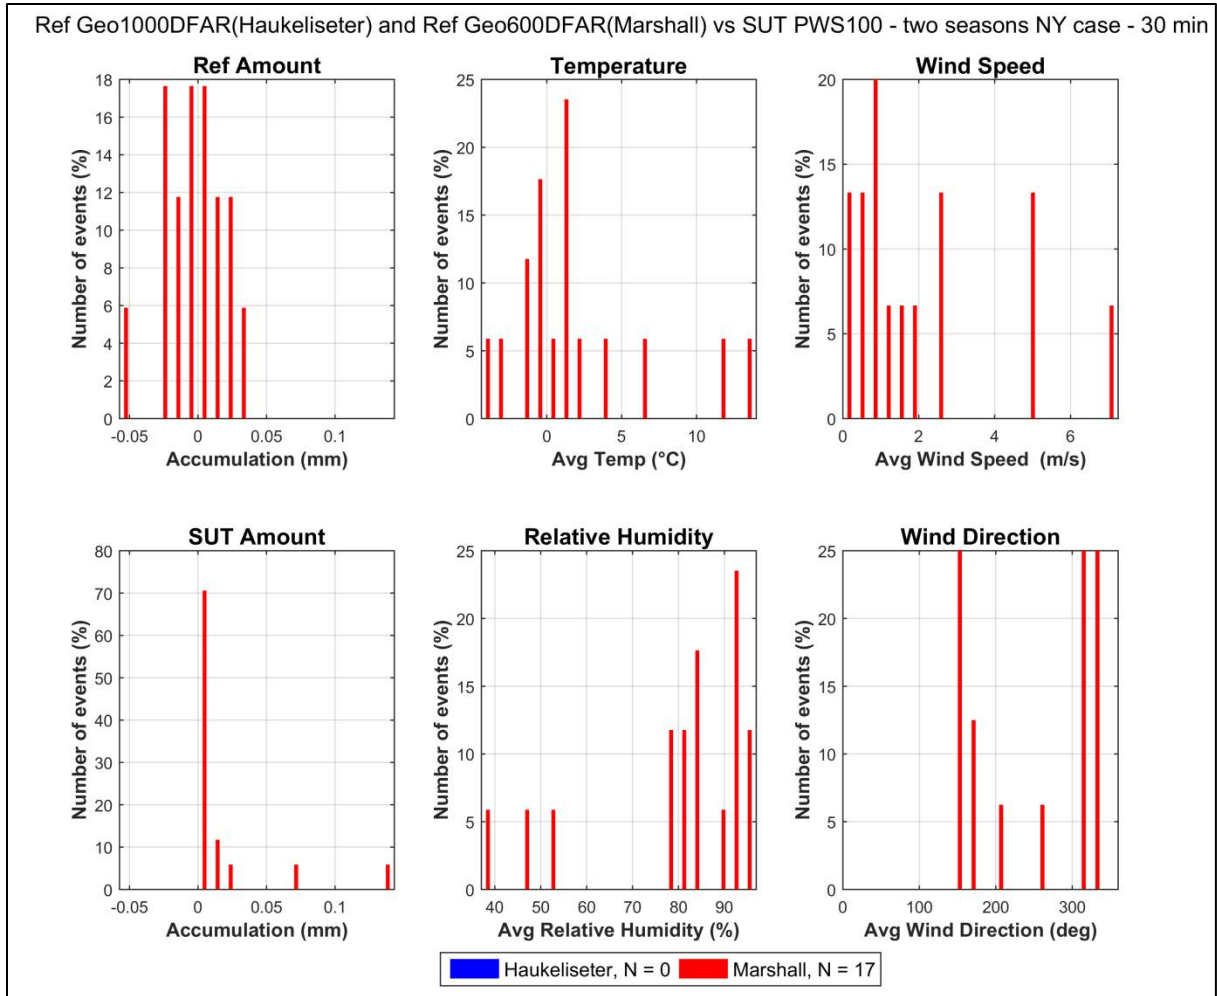 Ref Geo1000DFAR(Haukeliseter) and Ref Geo600DFAR(Marshall) vs SUT PWS100 - two seasons NY case - 30 min
Ref Amount
Number of events (%)
18
16
14
12
10
8
6
4
2
0
-0.05 0 0.05 0.1
Accumulation (mm)
Temperature
Number of events (%)
25
20
15
10
5
0
0 5 10
Avg Temp (°C)
Wind Speed
Number of events (%)
20
15
10
5
0
0 2 4 6
Avg Wind Speed (m/s)
SUT Amount
Number of events (%)
80
70
60
50
40
30
20
10
0
-0.05 0 0.05 0.1
Accumulation (mm)
Relative Humidity
Number of events (%)
25
20
15
10
5
0
40 50 60 70 80 90
Avg Relative Humidity (%)
Wind Direction
Number of events (%)
25
20
15
10
5
0
0 100 200 300
Avg Wind Direction (deg)
Haukeliseter, N = 0 Marshall, N = 17